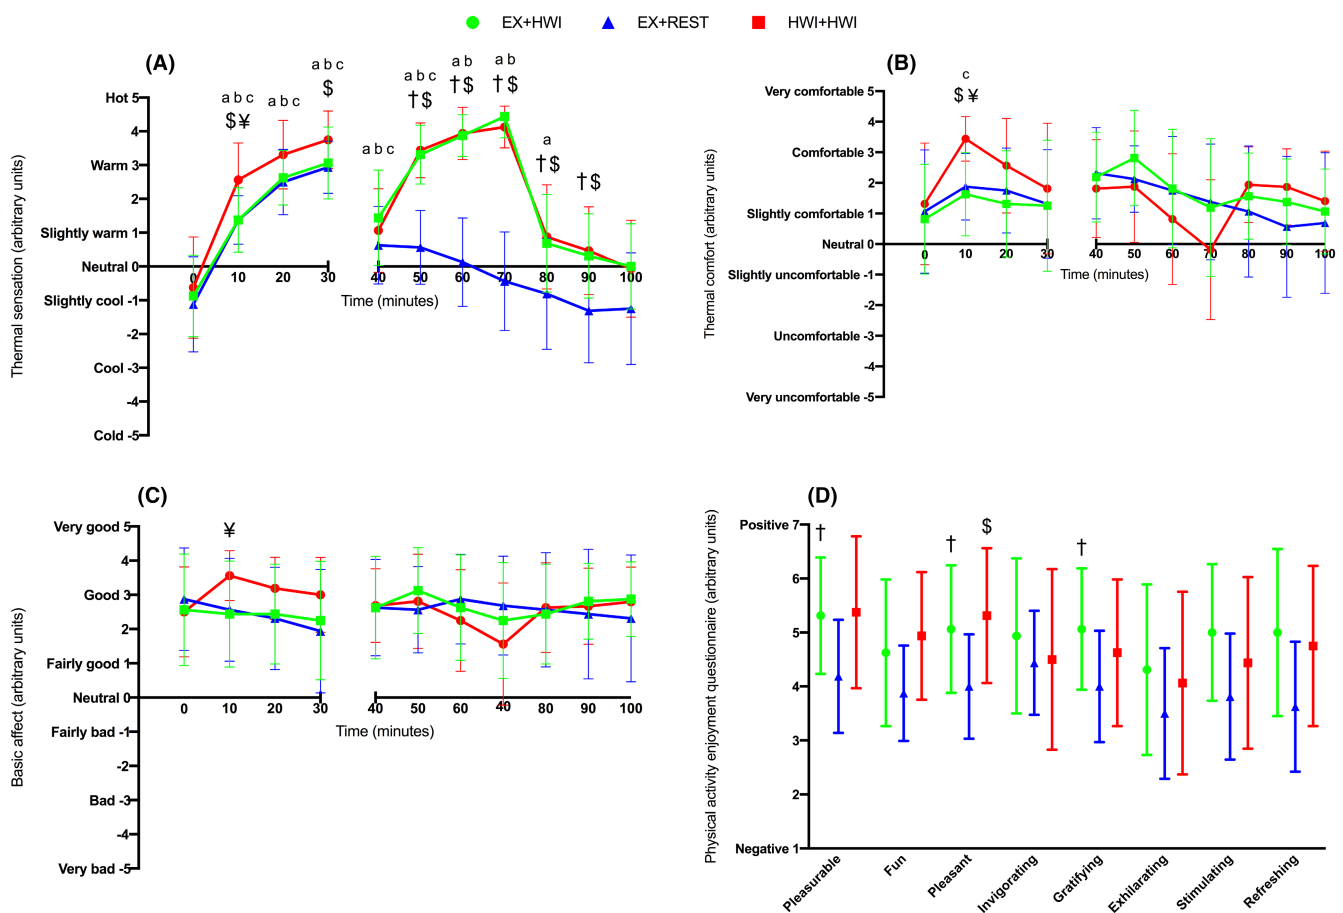 EX+HWI EX+REST HWI+HWI
(A)
Thermal sensation (arbitrary units)
Hot 5
4
Warm 3
2
Slightly warm 1
Neutral 0
Slightly cool -1
-2
Cool -3
-4
Cold -5
a b c
$ ¥
a b c
a b c
$
a b c
a b c
†$
a b
†$
a b
†$
a
†$
†$
0 10 20 30 40 50 60 70 80 90 100
Time (minutes)
(B)
Thermal comfort (arbitrary units)
Very comfortable 5
4
Comfortable 3
2
Slightly comfortable 1
Neutral 0
Slightly uncomfortable -1
-2
Uncomfortable -3
-4
Very uncomfortable -5
c
$ ¥
0 10 20 30 40 50 60 70 80 90 100
Time (minutes)
(C)
Basic affect (arbitrary units)
Very good 5
4
Good 3
2
Fairly good 1
Neutral 0
Fairly bad -1
-2
Bad -3
-4
Very bad -5
¥
0 10 20 30 40 50 60 40 80 90 100
Time (minutes)
(D)
Physical activity enjoyment questionnaire (arbitrary units)
Positive 7
6
5
4
3
2
Negative 1
† † $ †
Pleasurable
Fun
Pleasant
Invigorating
Gratifying
Exhilarating
Stimulating
Refreshing